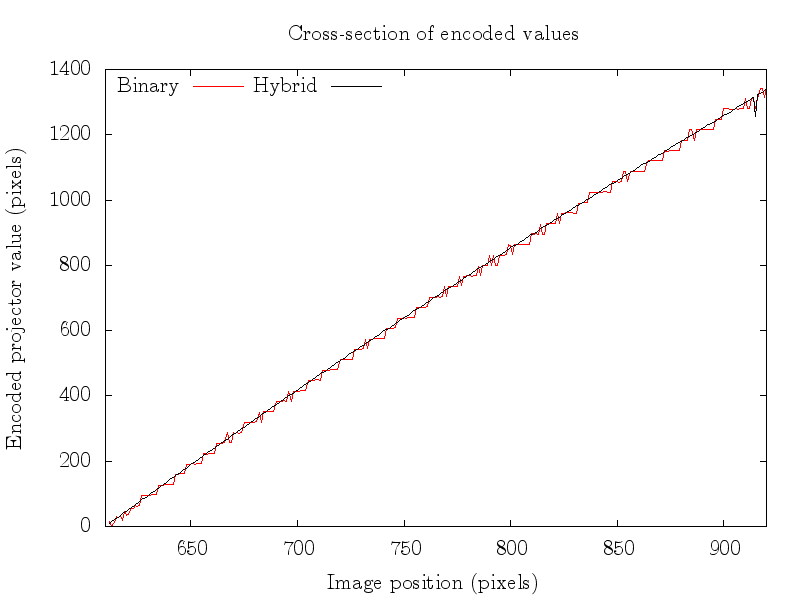 Cross-section of encoded values
Binary
Hybrid
Encoded projector value (pixels)
1400
1200
1000
800
600
400
200
0
650 700 750 800 850 900
Image position (pixels)